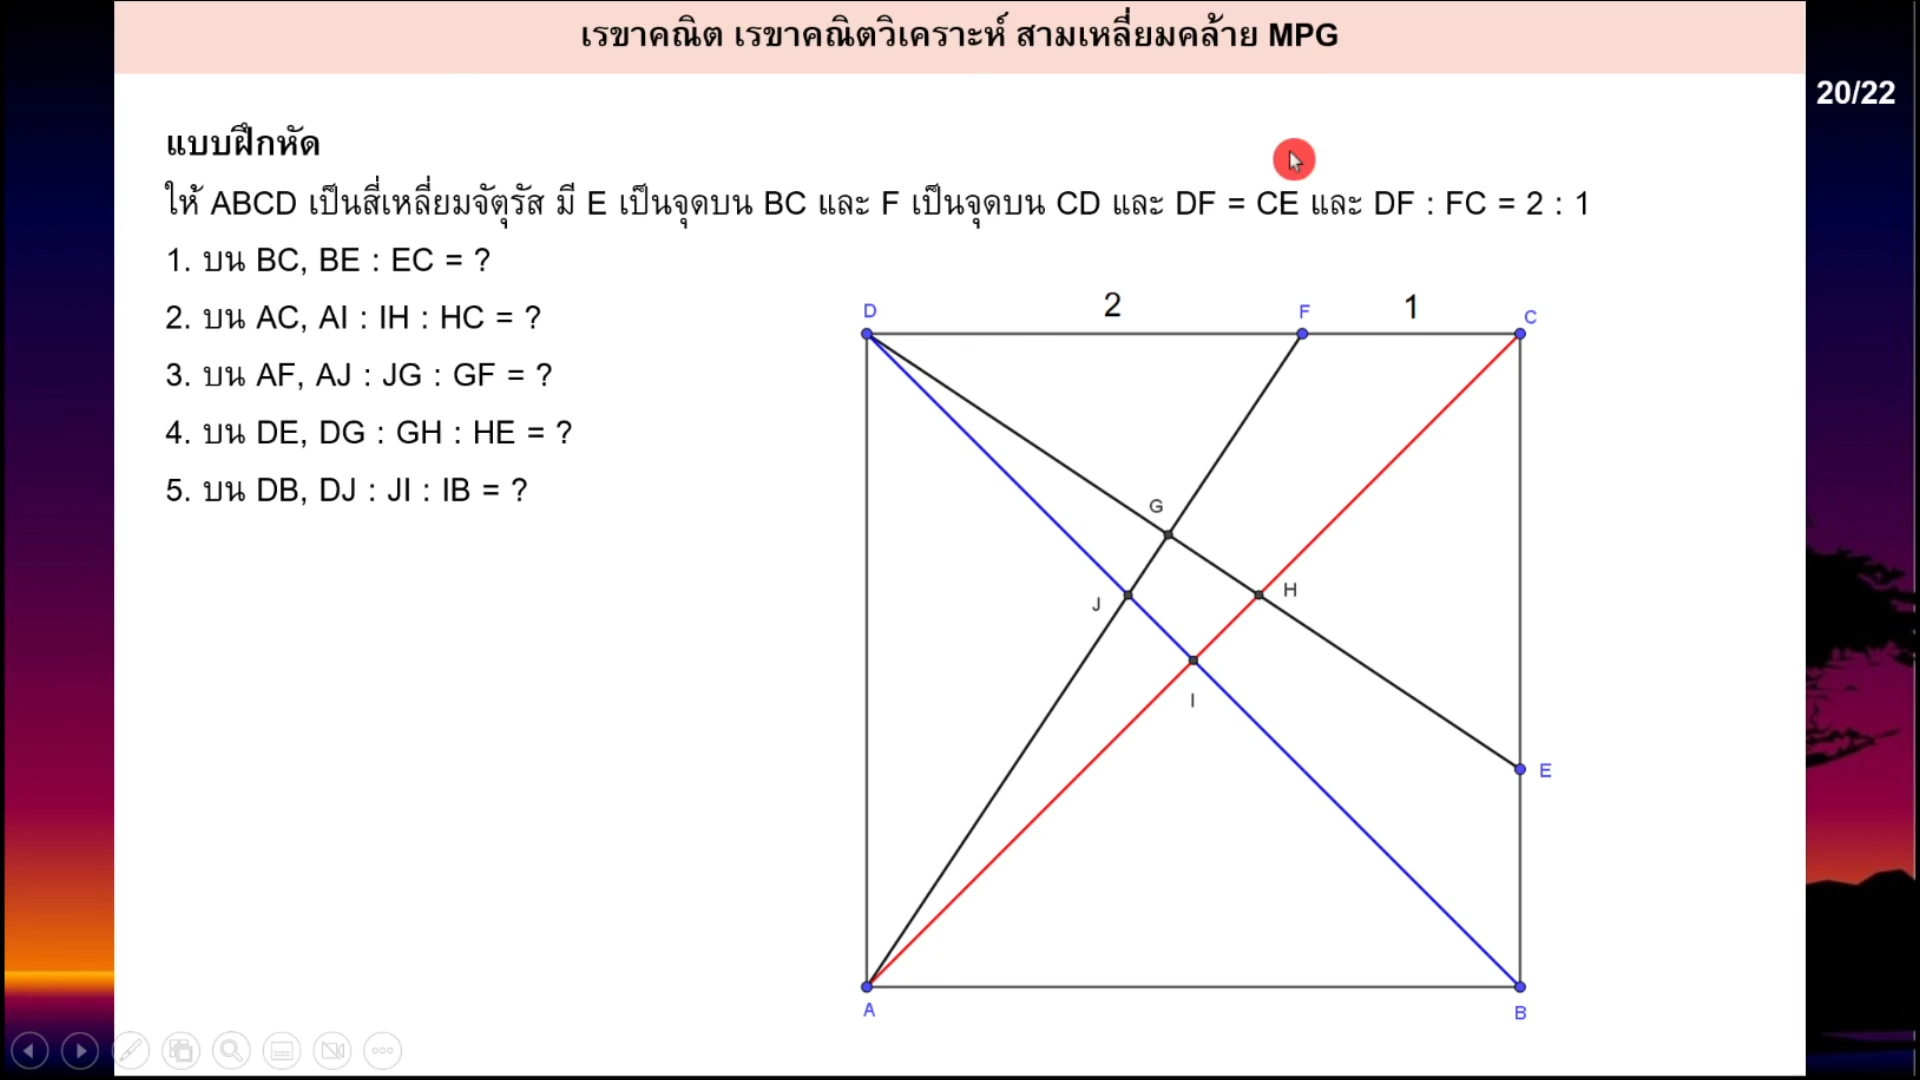 เรขาคณิต เรขาคณิตวิเคราะห์ สามเหลี่ยมคล้าย MPG
20/22
แบบฝึกหัด
ให้ ABCD เป็นสี่เหลี่ยมจัตุรัส มี E เป็นจุดบน BC และ F เป็นจุดบน CD และ DF = CE และ DF : FC = 2 : 1
1. บน BC, BE : EC = ?
2. บน AC, AI : IH : HC = ?
3. บน AF, AJ : JG : GF = ?
4. บน DE, DG : GH : HE = ?
5. บน DB, DJ : JI : IB = ?
D 2 F 1 C
G
J H
I
E
A B